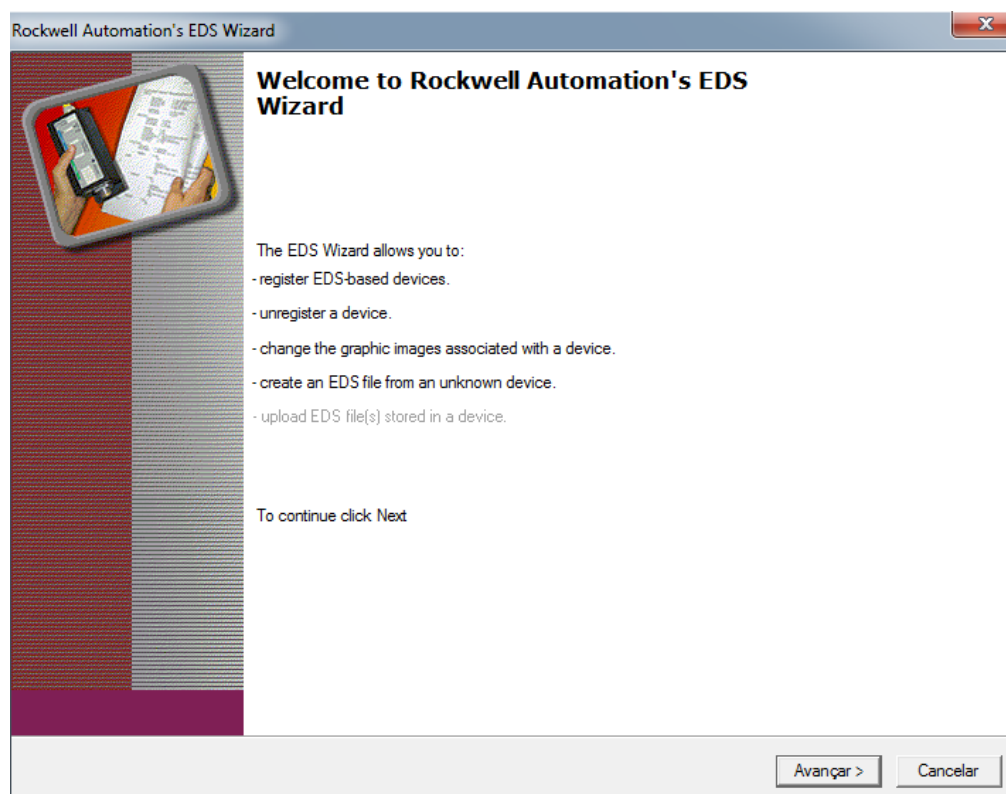 Rockwell Automation's EDS Wizard
Welcome to Rockwell Automation's EDS
Wizard
The EDS Wizard allows you to:
- register EDS-based devices.
- unregister a device.
- change the graphic images associated with a device.
- create an EDS file from an unknown device.
- upload EDS file(s) stored in a device.
To continue click Next
Avançar >
Cancelar